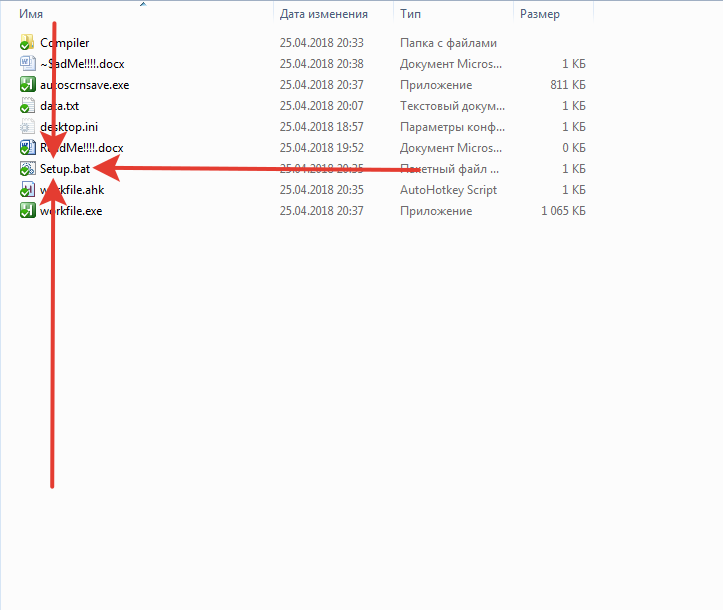 Имя Дата изменения Тип Размер
Compiler 25.04.2018 20:33 Папка с файлами
~$adMe!!!!.docx 25.04.2018 20:38 Документ Micros... 1 КБ
autoscrnsave.exe 25.04.2018 20:37 Приложение 811 КБ
data.txt 25.04.2018 20:07 Текстовый докум... 1 КБ
desktop.ini 25.04.2018 18:57 Параметры конф... 1 КБ
ReadMe!!!!.docx 25.04.2018 19:52 Документ Micros... 0 КБ
Setup.bat 25.04.2018 20:35 Пакетный файл ... 1 КБ
workfile.ahk 25.04.2018 20:35 AutoHotkey Script 1 КБ
workfile.exe 25.04.2018 20:37 Приложение 1 065 КБ